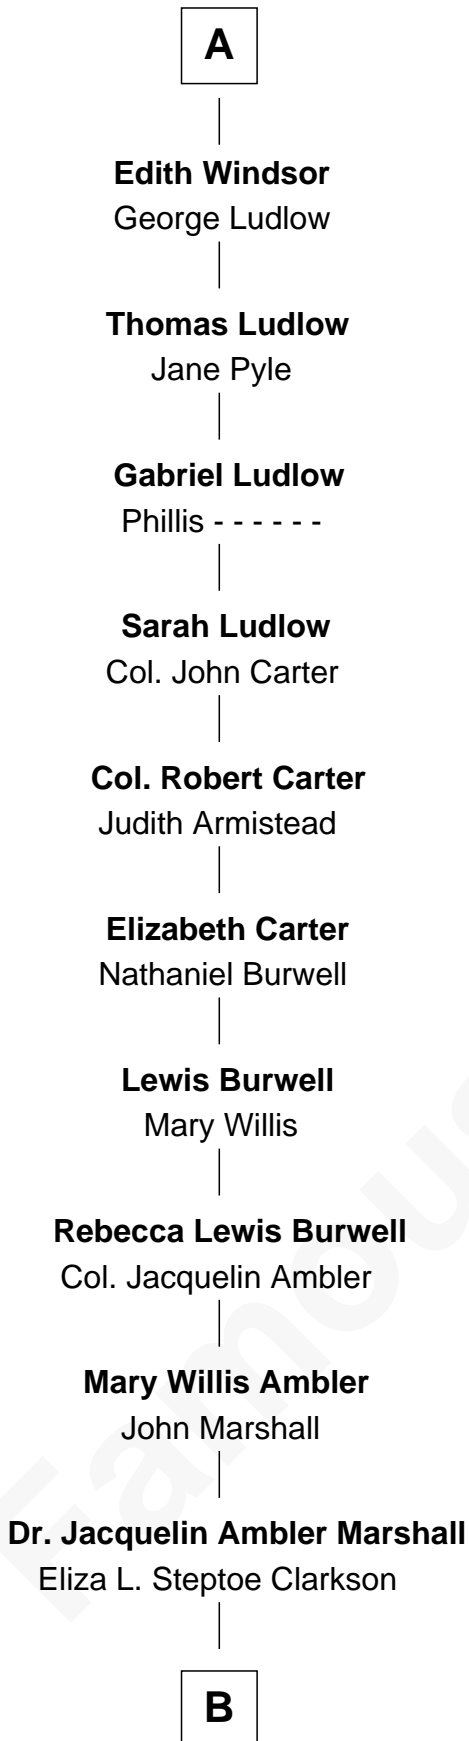 A
Edith Windsor
George Ludlow
Thomas Ludlow
Jane Pyle
Gabriel Ludlow
Phillis - - - - - -
Sarah Ludlow
Col. John Carter
Col. Robert Carter
Judith Armistead
Elizabeth Carter
Nathaniel Burwell
Lewis Burwell
Mary Willis
Rebecca Lewis Burwell
Col. Jacquelin Ambler
Mary Willis Ambler
John Marshall
Dr. Jacquelin Ambler Marshall
Eliza L. Steptoe Clarkson
B
Famous